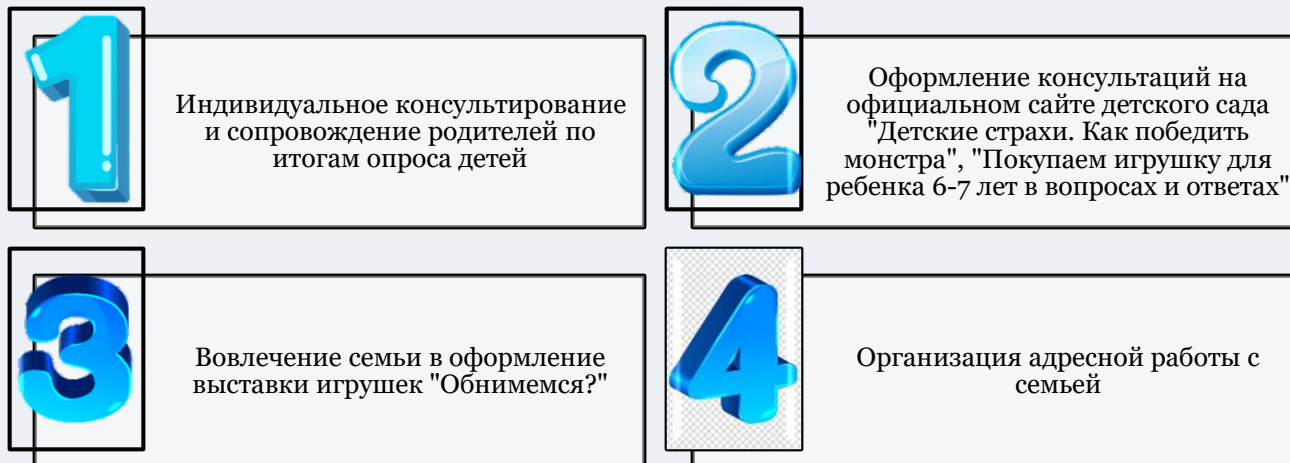 1
Индивидуальное консультирование
и сопровождение родителей по
итогам опроса детей
2
Оформление консультаций на
официальном сайте детского сада
"Детские страхи. Как победить
монстра", "Покупаем игрушку для
ребенка 6-7 лет в вопросах и ответах"
3
Вовлечение семьи в оформление
выставки игрушек "Обнимемся?"
4
Организация адресной работы с
семьей